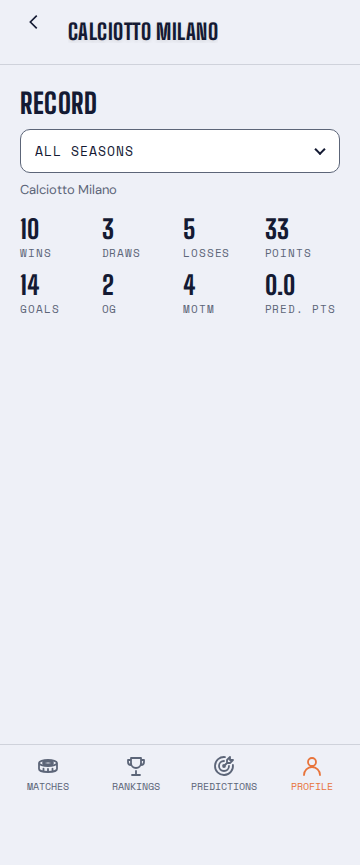 CALCIOTTO MILANO
RECORD
ALL SEASONS
Calciotto Milano
10 3 5 33
WINS DRAWS LOSSES POINTS
14 2 4 0.0
GOALS OG MOTM PRED. PTS
MATCHES RANKINGS PREDICTIONS PROFILE